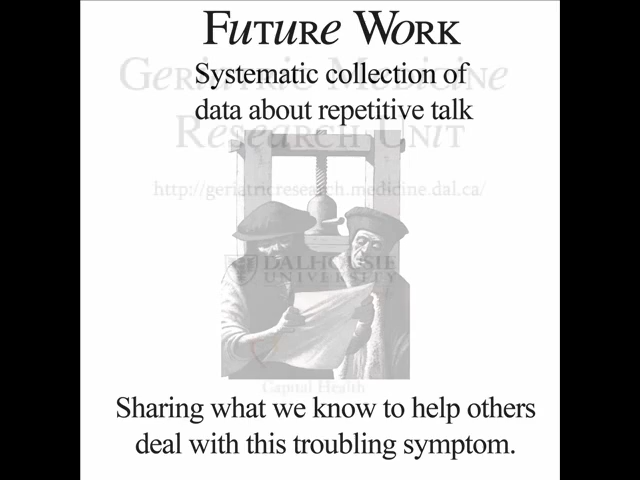 Future Work
Geriatric Medicine
Systematic collection of
data about repetitive talk
Research Unit
http://geriatricresearch.medicine.dal.ca/
DALHOUSIE
UNIVERSITY
Capital Health
Sharing what we know to help others
deal with this troubling symptom.